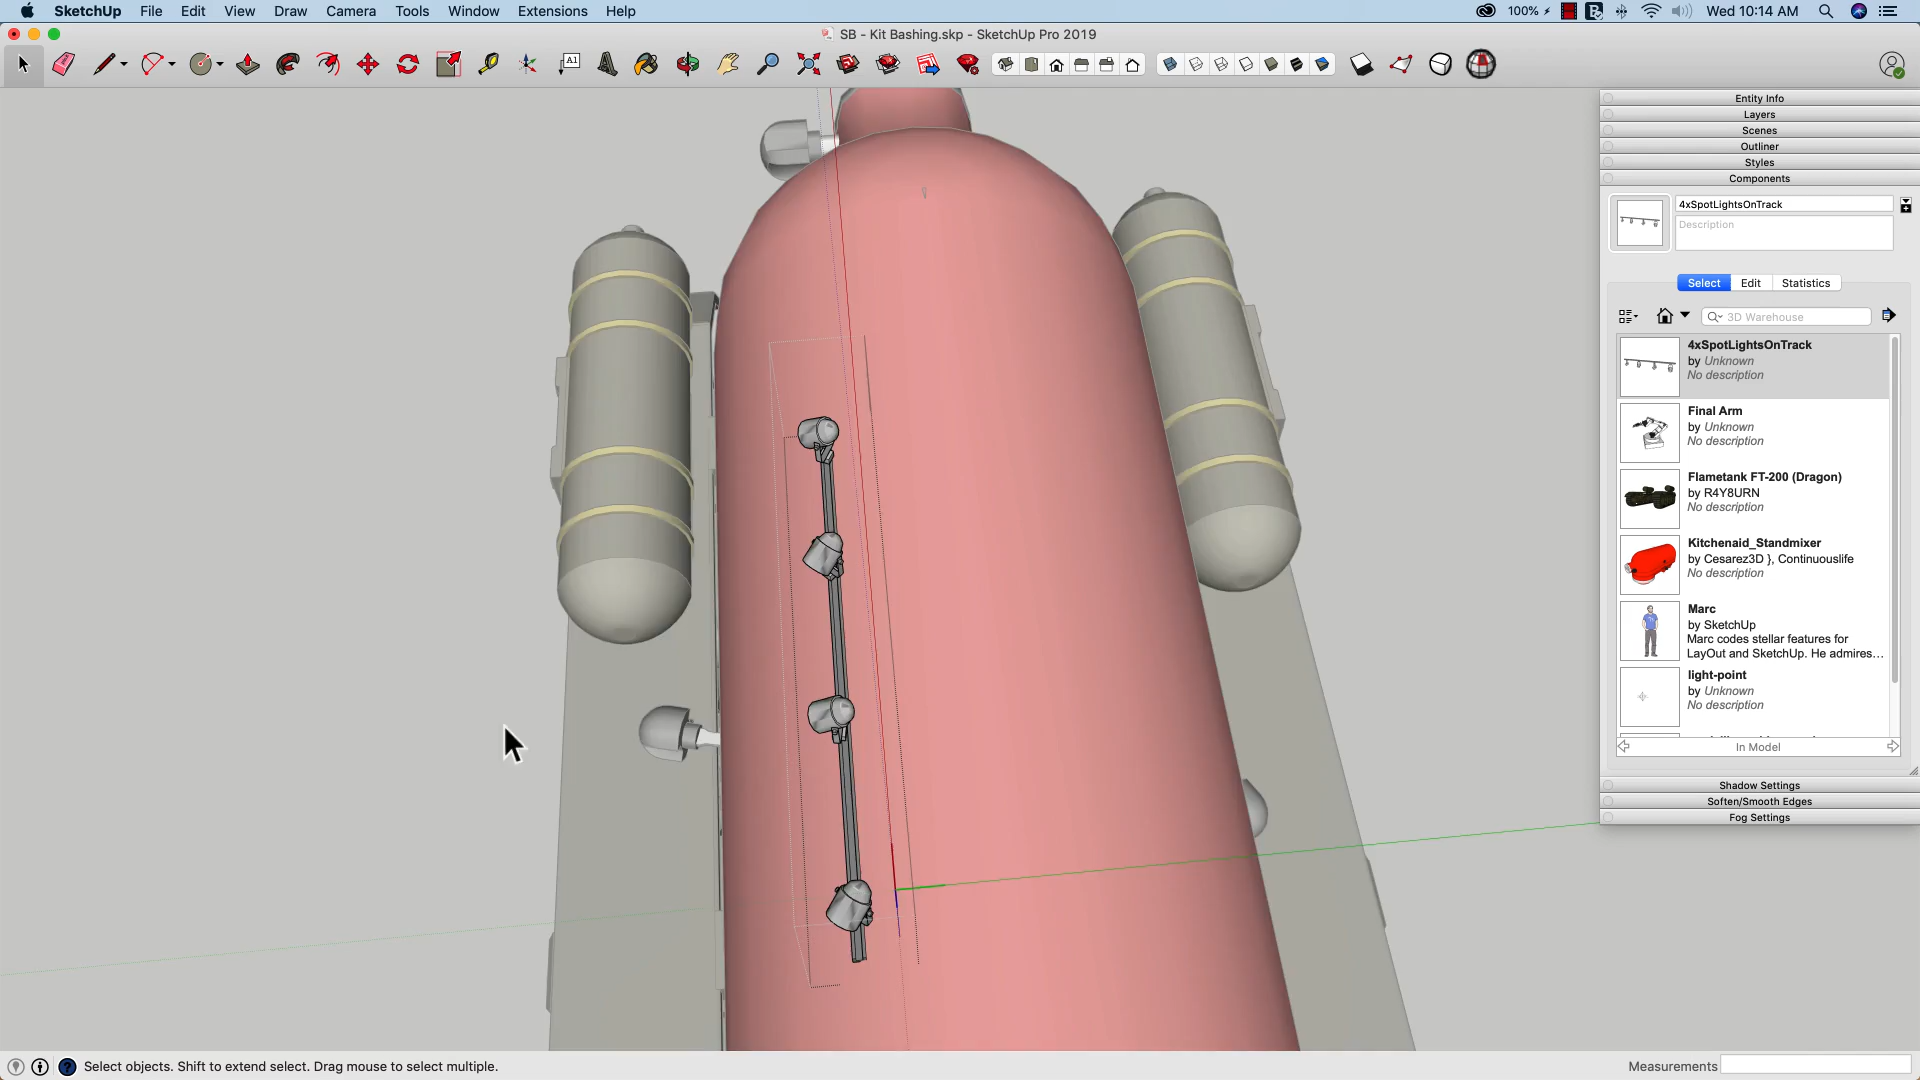 SketchUp File Edit View Draw Camera Tools Window Extensions Help
100% Wed 10:14 AM
SB - Kit Bashing.skp - SketchUp Pro 2019
A1
Entity Info
Layers
Scenes
Outliner
Styles
Components
4xSpotLightsOnTrack
Description
Select Edit Statistics
3D Warehouse
4xSpotLightsOnTrack
by Unknown
No description
Final Arm
by Unknown
No description
Flametank FT-200 (Dragon)
by R4Y8URN
No description
Kitchenaid_Standmixer
by Cesarez3D }, Continuouslife
No description
Marc
by SketchUp
Marc codes stellar features for
LayOut and SketchUp. He admires...
light-point
by Unknown
No description
In Model
Shadow Settings
Soften/Smooth Edges
Fog Settings
Select objects. Shift to extend select. Drag mouse to select multiple.
Measurements